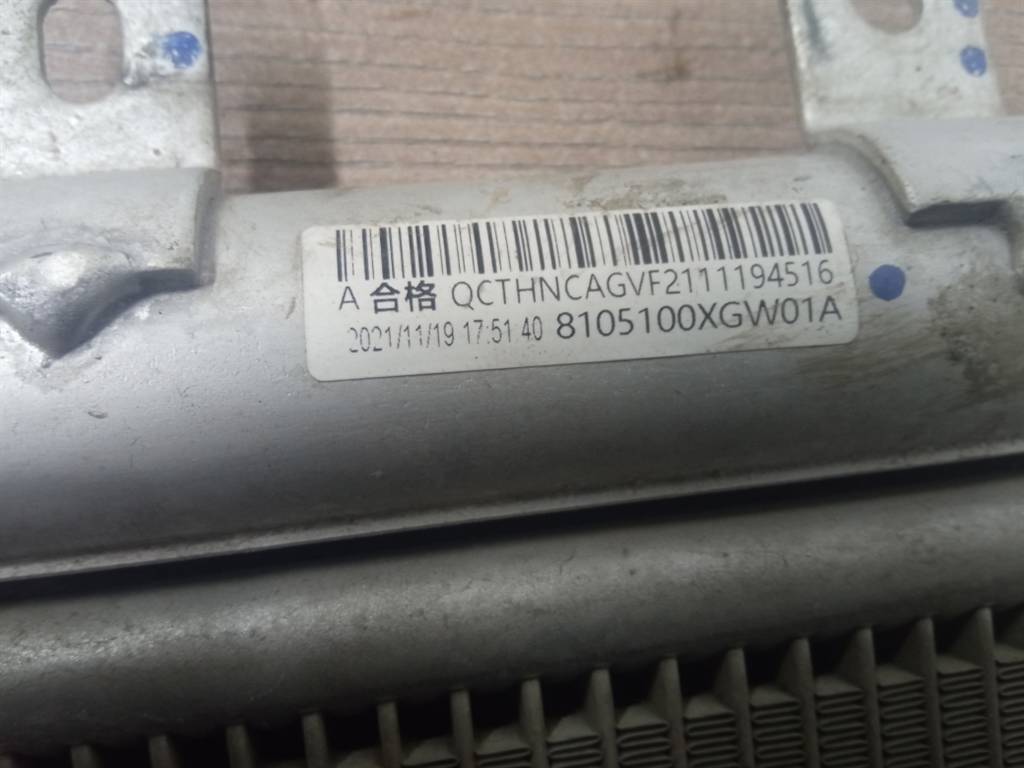 A 合格 QCTHNCAGVF2111194516
2021/11/19 17:51:40 8105100XGW01A